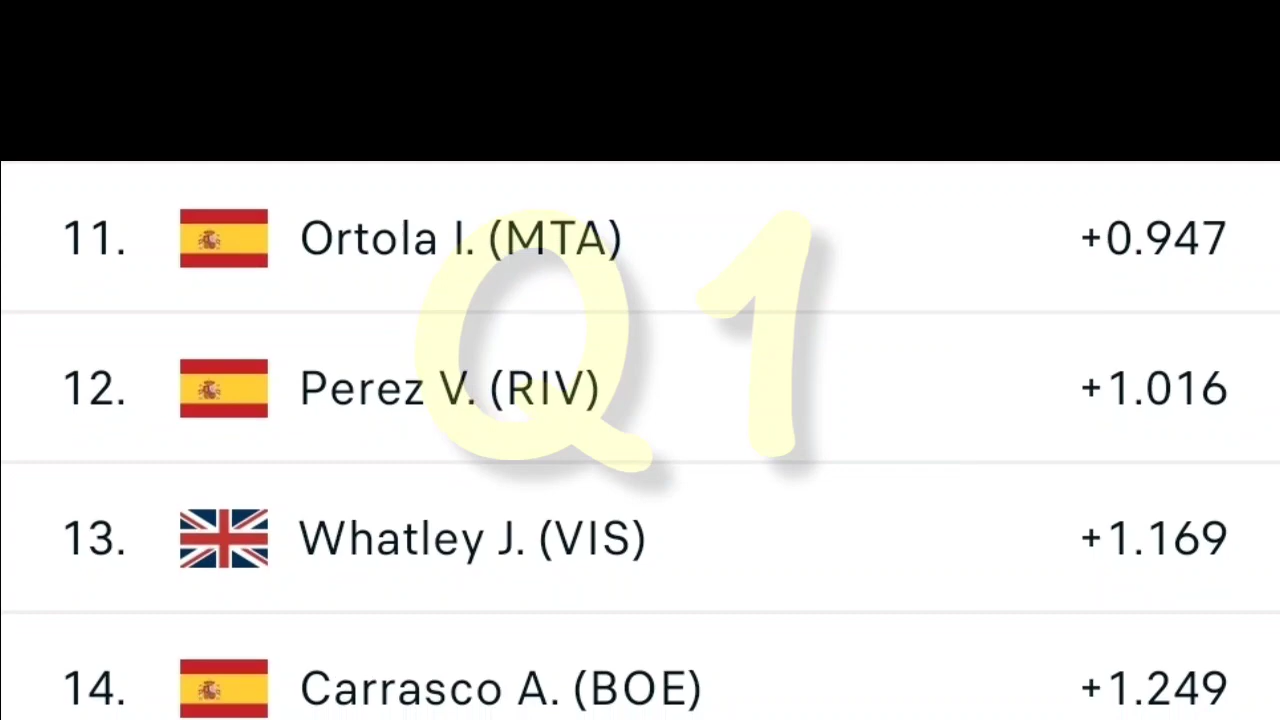 11. Ortola I. (MTA) +0.947
12. Perez V. (RIV) +1.016
13. Whatley J. (VIS) +1.169
14. Carrasco A. (BOE) +1.249
Q1